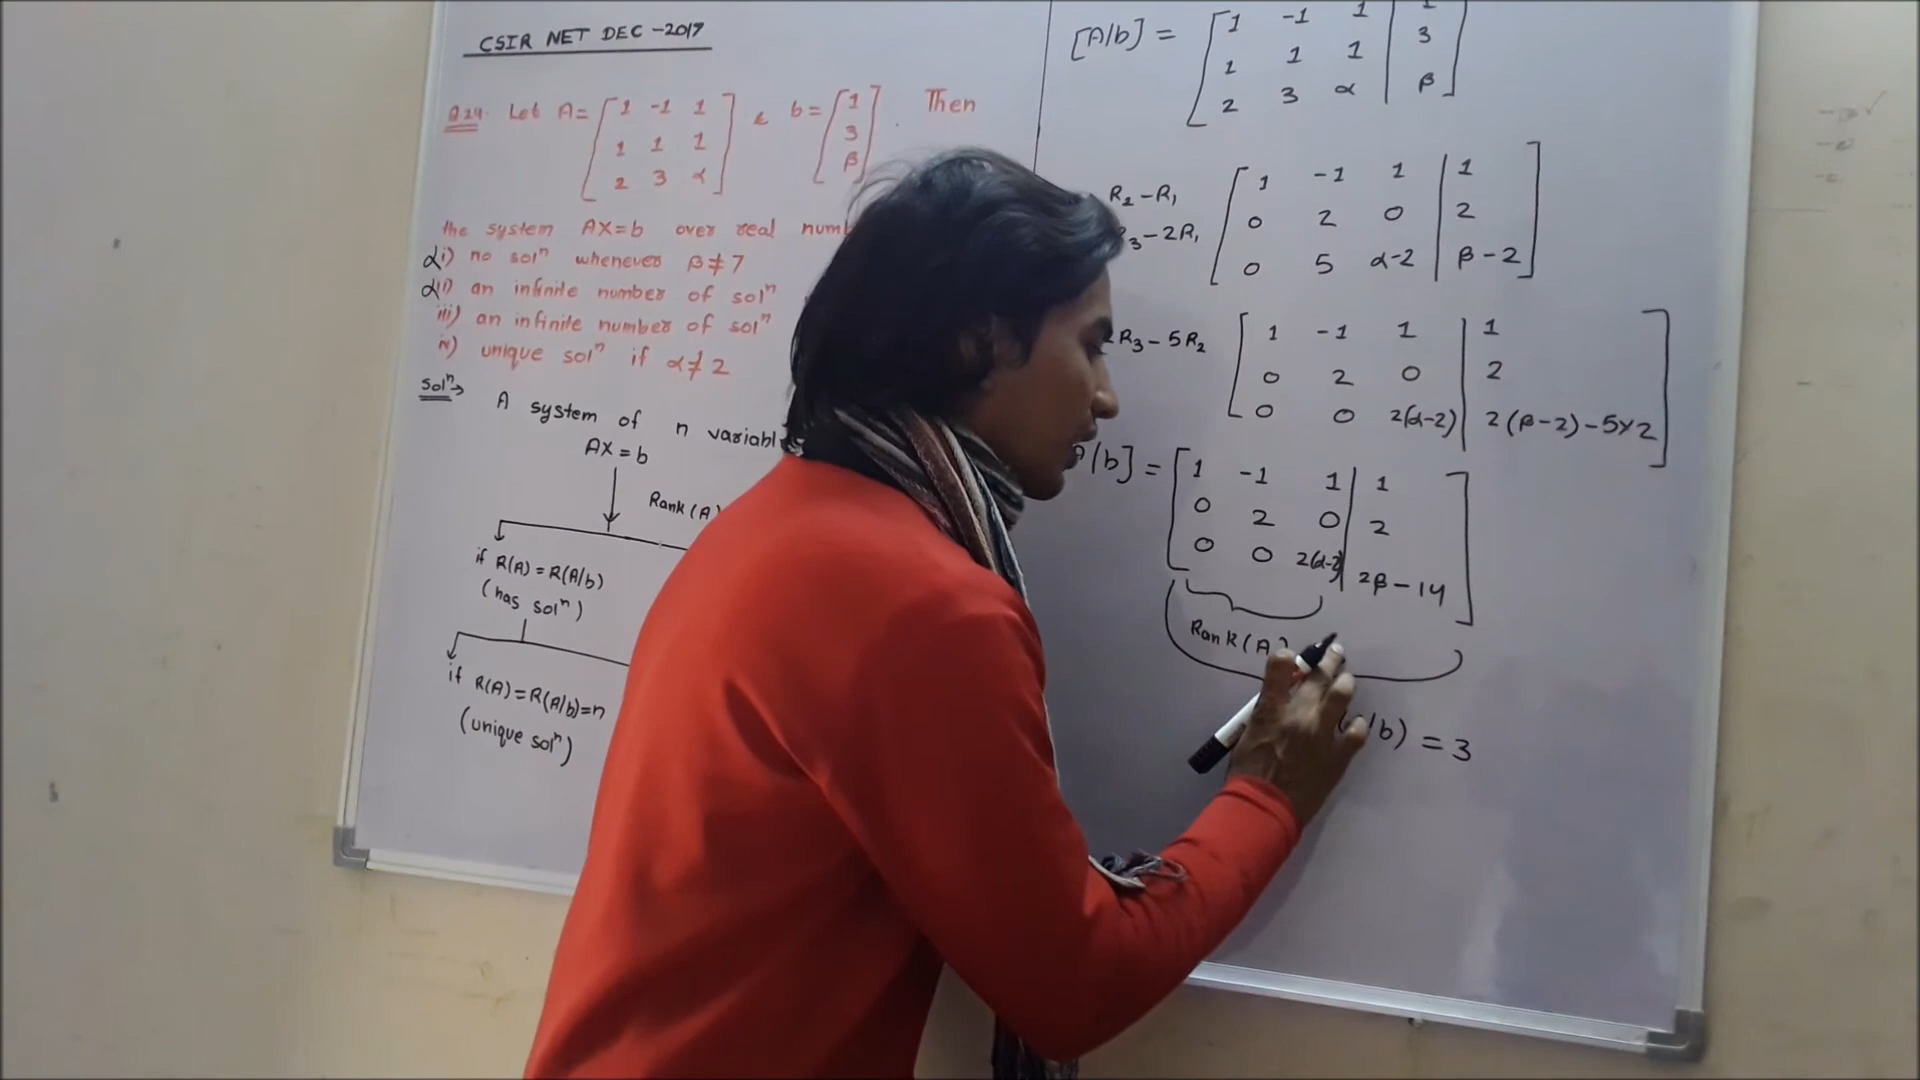 CSIR NET DEC -2017
Q24. Let A= [ 1 -1 1 & b= [ 1 . Then
1 1 1 3
2 3 α ] β ]
the system AX=b over real numb
i) no solⁿ whenever β≠7
ii) an infinite number of solⁿ
iii) an infinite number of solⁿ
iv) unique solⁿ if α≠2
Solⁿ→ A system of n variabl
AX=b
Rank(A)
if R(A)=R(A/b)
(has solⁿ)
if R(A)=R(A/b)=n
(unique solⁿ)
[A/b] = [ 1 -1 1 | 1
1 1 1 | 3
2 3 α | β ]
R₂-R₁ [ 1 -1 1 | 1
0 2 0 | 2
R₃-2R₁ 0 5 α-2 | β-2 ]
2R₃-5R₂ [ 1 -1 1 | 1
0 2 0 | 2
0 0 2(α-2) | 2(β-2)-5×2 ]
A/b] = [ 1 -1 1 | 1
0 2 0 | 2
0 0 2(α-2) | 2β-14 ]
Rank(A)
/b) = 3